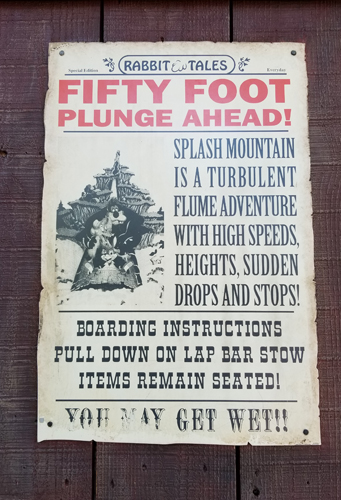 RABBIT TALES
Special Edition Everyday
FIFTY FOOT
PLUNGE AHEAD!
SPLASH MOUNTAIN
IS A TURBULENT
FLUME ADVENTURE
WITH HIGH SPEEDS,
HEIGHTS, SUDDEN
DROPS AND STOPS!
BOARDING INSTRUCTIONS
PULL DOWN ON LAP BAR STOW
ITEMS REMAIN SEATED!
YOU MAY GET WET!!